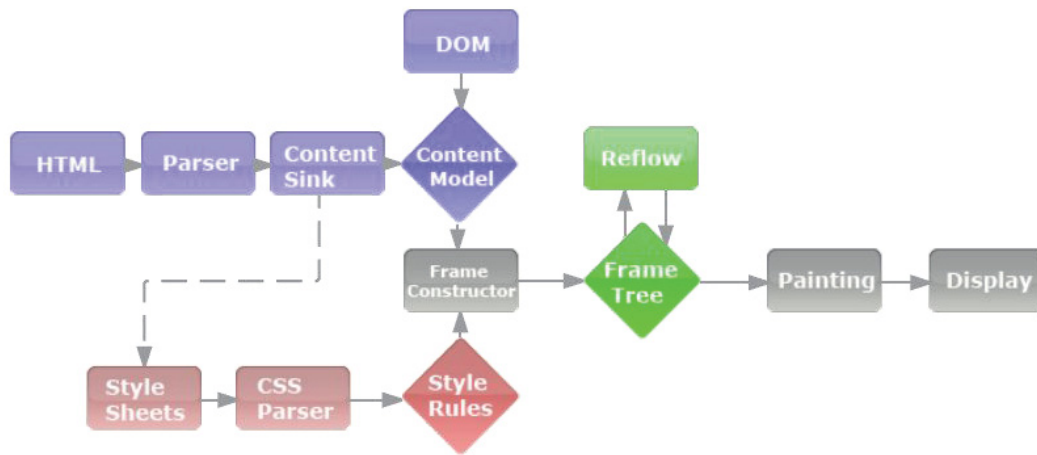 DOM
HTML
Parser
Content
Sink
Content
Model
Reflow
Frame
Constructor
Frame
Tree
Painting
Display
Style
Sheets
CSS
Parser
Style
Rules